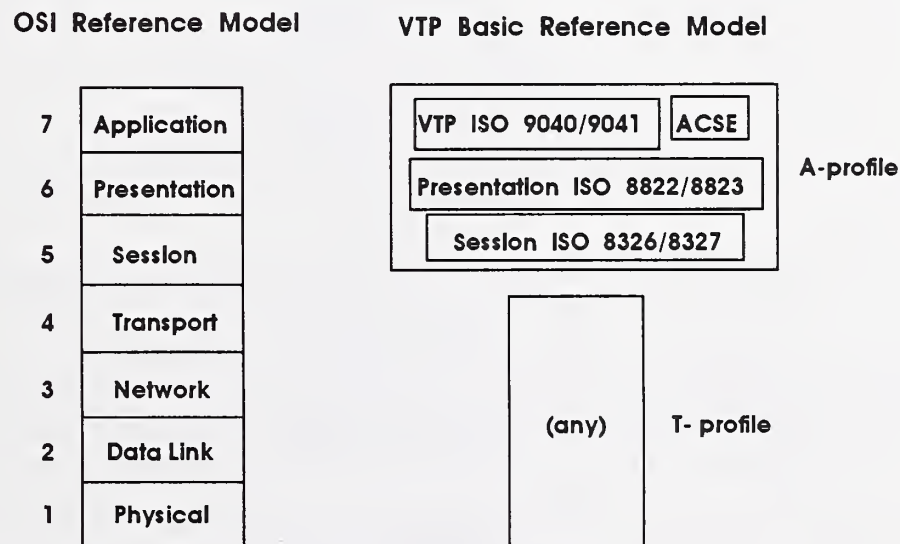 OSI Reference Model
VTP Basic Reference Model
7 Application
6 Presentation
5 Session
4 Transport
3 Network
2 Data Link
1 Physical
VTP ISO 9040/9041 ACSE
Presentation ISO 8822/8823
Session ISO 8326/8327
A-profile
(any)
T- profile